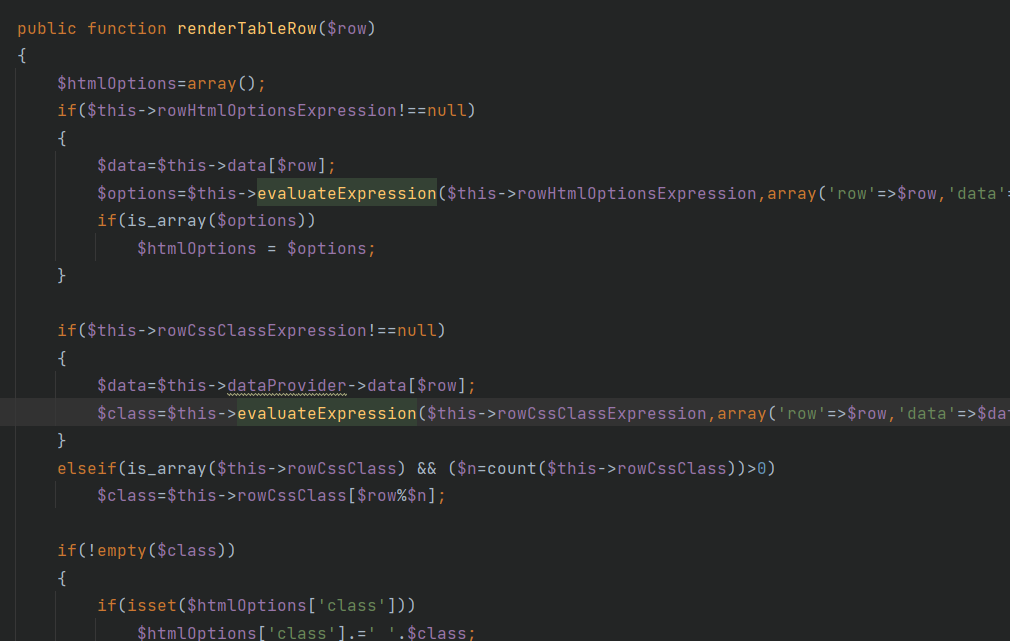 public function renderTableRow($row)
{
    $htmlOptions=array();
    if($this->rowHtmlOptionsExpression!==null)
    {
        $data=$this->data[$row];
        $options=$this->evaluateExpression($this->rowHtmlOptionsExpression,array('row'=>$row,'data'=
        if(is_array($options))
            $htmlOptions = $options;
    }
    if($this->rowCssClassExpression!==null)
    {
        $data=$this->dataProvider->data[$row];
        $class=$this->evaluateExpression($this->rowCssClassExpression,array('row'=>$row,'data'=>$dat
    }
    elseif(is_array($this->rowCssClass) && ($n=count($this->rowCssClass))>0)
        $class=$this->rowCssClass[$row%$n];
    if(!empty($class))
    {
        if(isset($htmlOptions['class']))
            $htmlOptions['class'].=' '.$class;